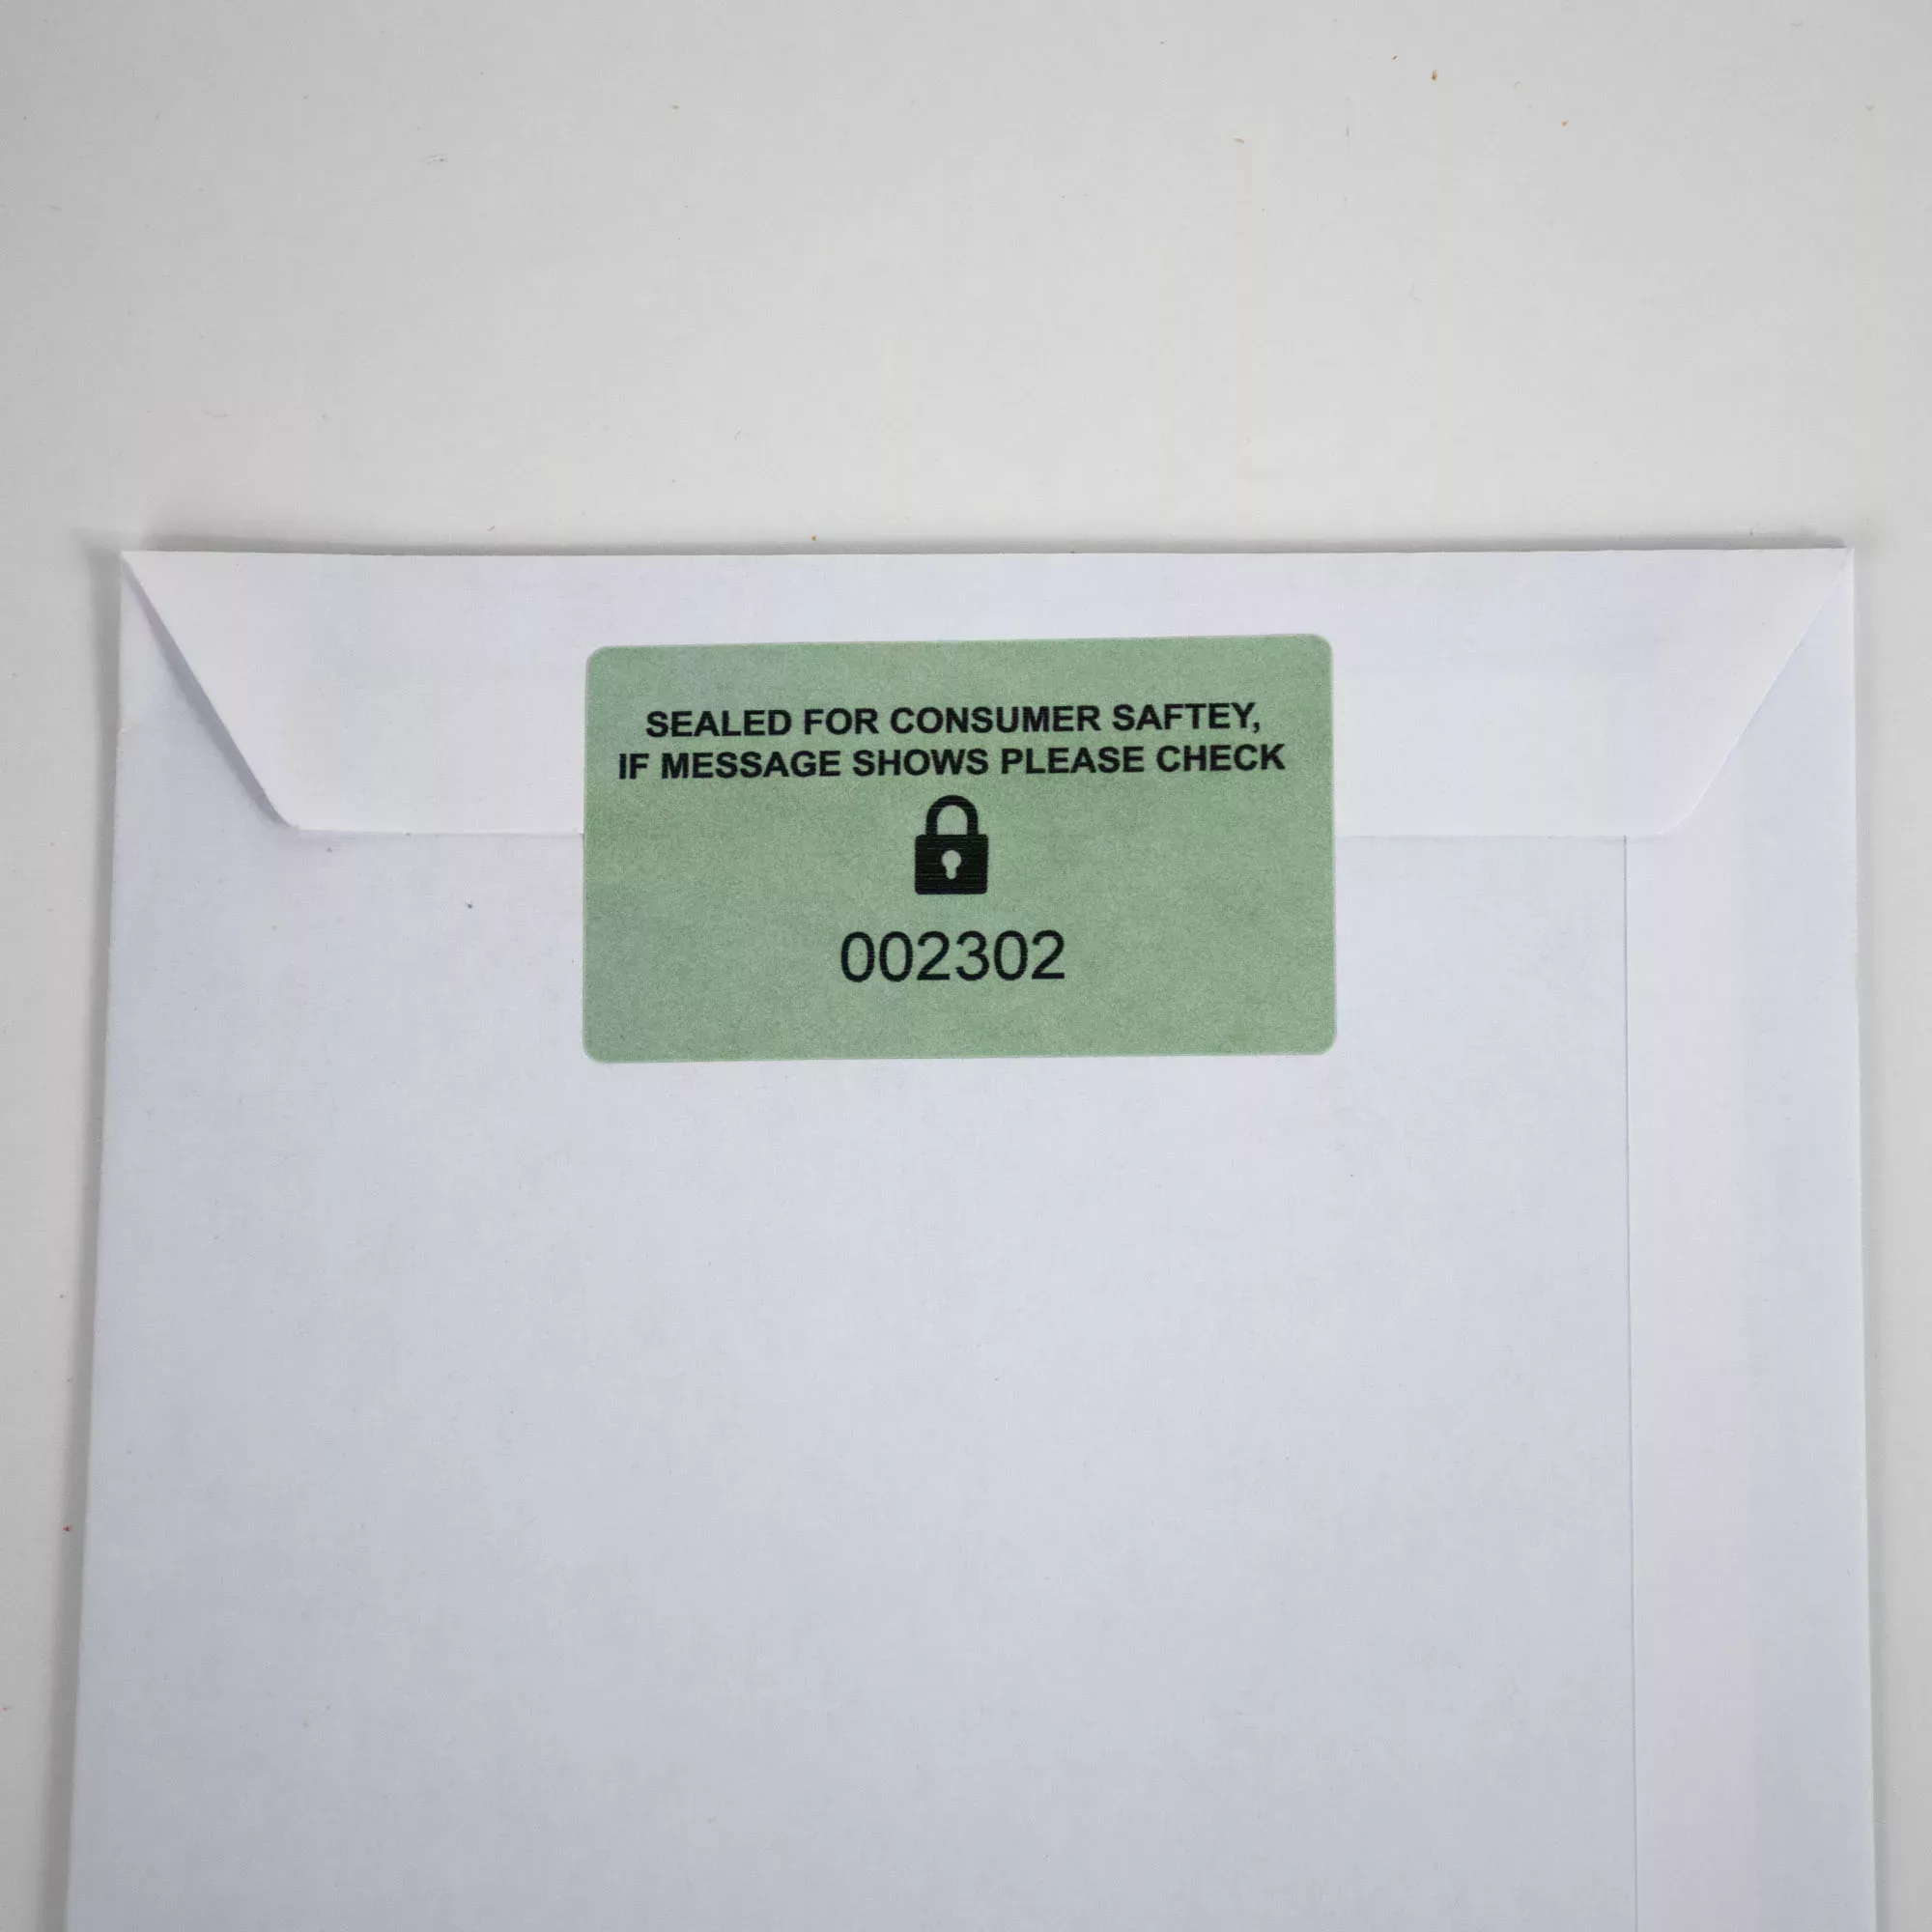 SEALED FOR CONSUMER SAFTEY,
IF MESSAGE SHOWS PLEASE CHECK
002302